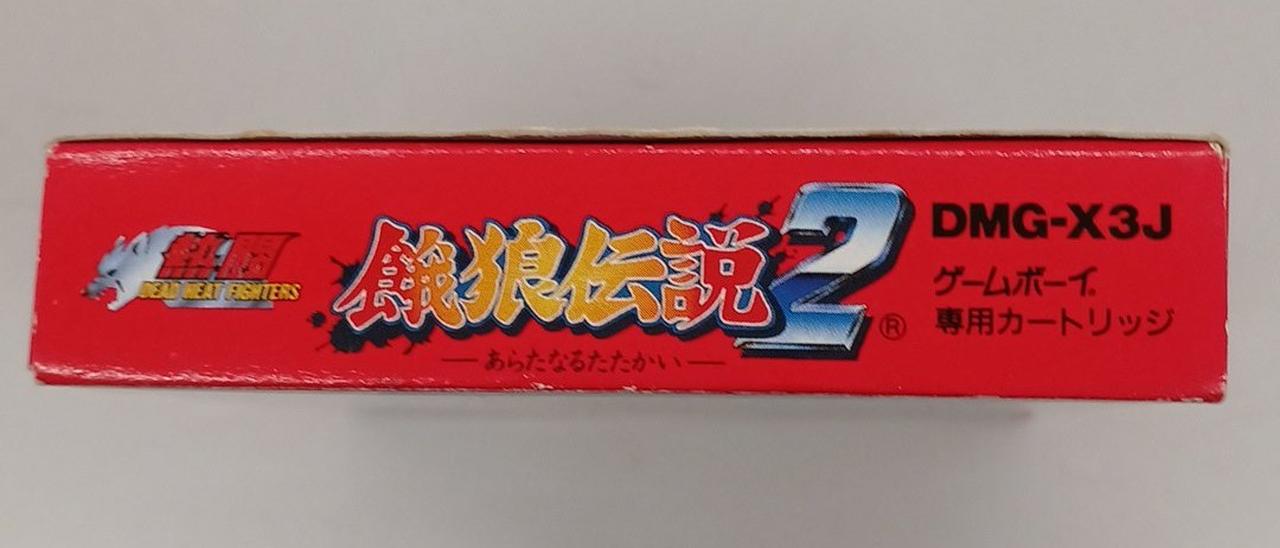 熱闘
DEAD HEAT FIGHTERS
餓狼伝説2
®
―あらたなるたたかい―
DMG-X3J
ゲームボーイ
専用カートリッジ